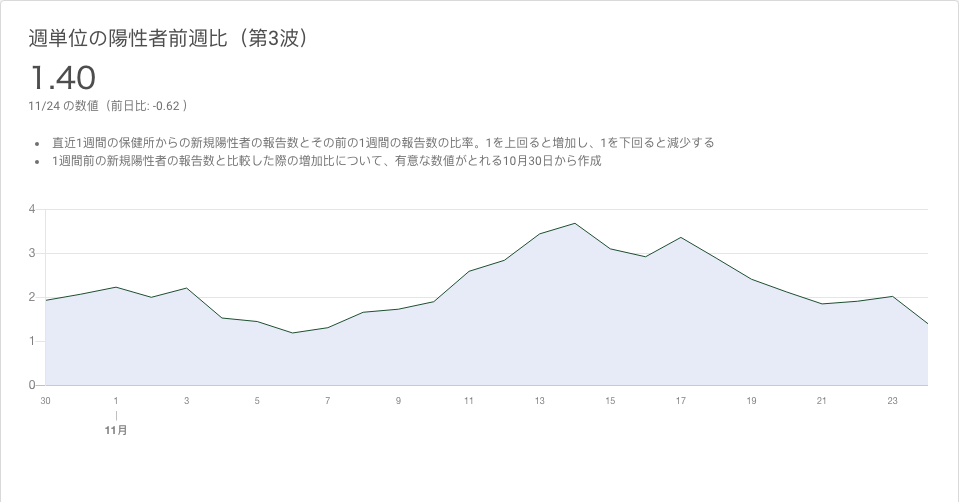 週単位の陽性者前週比（第3波）
1.40
11/24 の数値（前日比: -0.62 ）
• 直近1週間の保健所からの新規陽性者の報告数とその前の1週間の報告数の比率。1を上回ると増加し、1を下回ると減少する
• 1週間前の新規陽性者の報告数と比較した際の増加比について、有意な数値がとれる10月30日から作成
4
3
2
1
0
30 1 3 5 7 9 11 13 15 17 19 21 23
11月